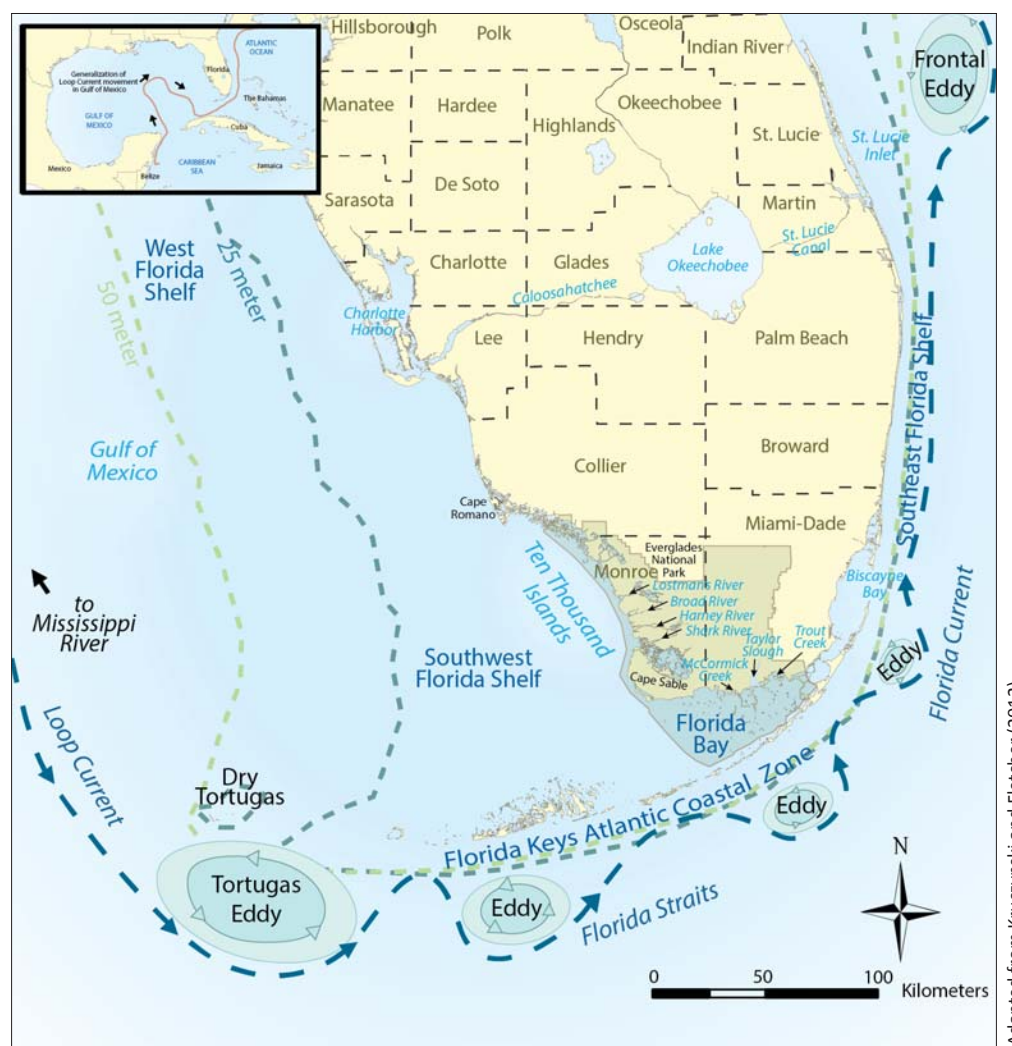 Hillsborough
Polk
Osceola
Indian River
Frontal
Eddy
ATLANTIC
OCEAN
Generalization of
Loop Current movement
in Gulf of Mexico
Florida
The Bahamas
GULF OF
MEXICO
Cuba
Mexico
Belize
CARIBBEAN
SEA
Jamaica
Manatee
Hardee
Highlands
Okeechobee
St. Lucie
St. Lucie
Inlet
De Soto
Sarasota
Martin
St. Lucie
Canal
West
Florida
Shelf
25 meter
50 meter
Charlotte
Glades
Lake
Okeechobee
Caloosahatchee
Charlotte
Harbor
Lee
Hendry
Palm Beach
Southeast Florida Shelf
Gulf of
Mexico
Collier
Broward
Cape
Romano
Miami-Dade
Everglades
National
Park
Monroe
Ten Thousand
Islands
Lostmans River
Broad River
Harney River
Shark River
Taylor
Slough
Trout
Creek
McCormick
Creek
Cape Sable
Biscayne
Bay
to
Mississippi
River
Southwest
Florida Shelf
Florida
Bay
Eddy
Florida Current
Loop Current
Dry
Tortugas
Florida Keys Atlantic Coastal Zone
Eddy
Tortugas
Eddy
Eddy
Florida Straits
N
0 50 100
Kilometers
Adapted from Kruczynski and Fletcher (2012)